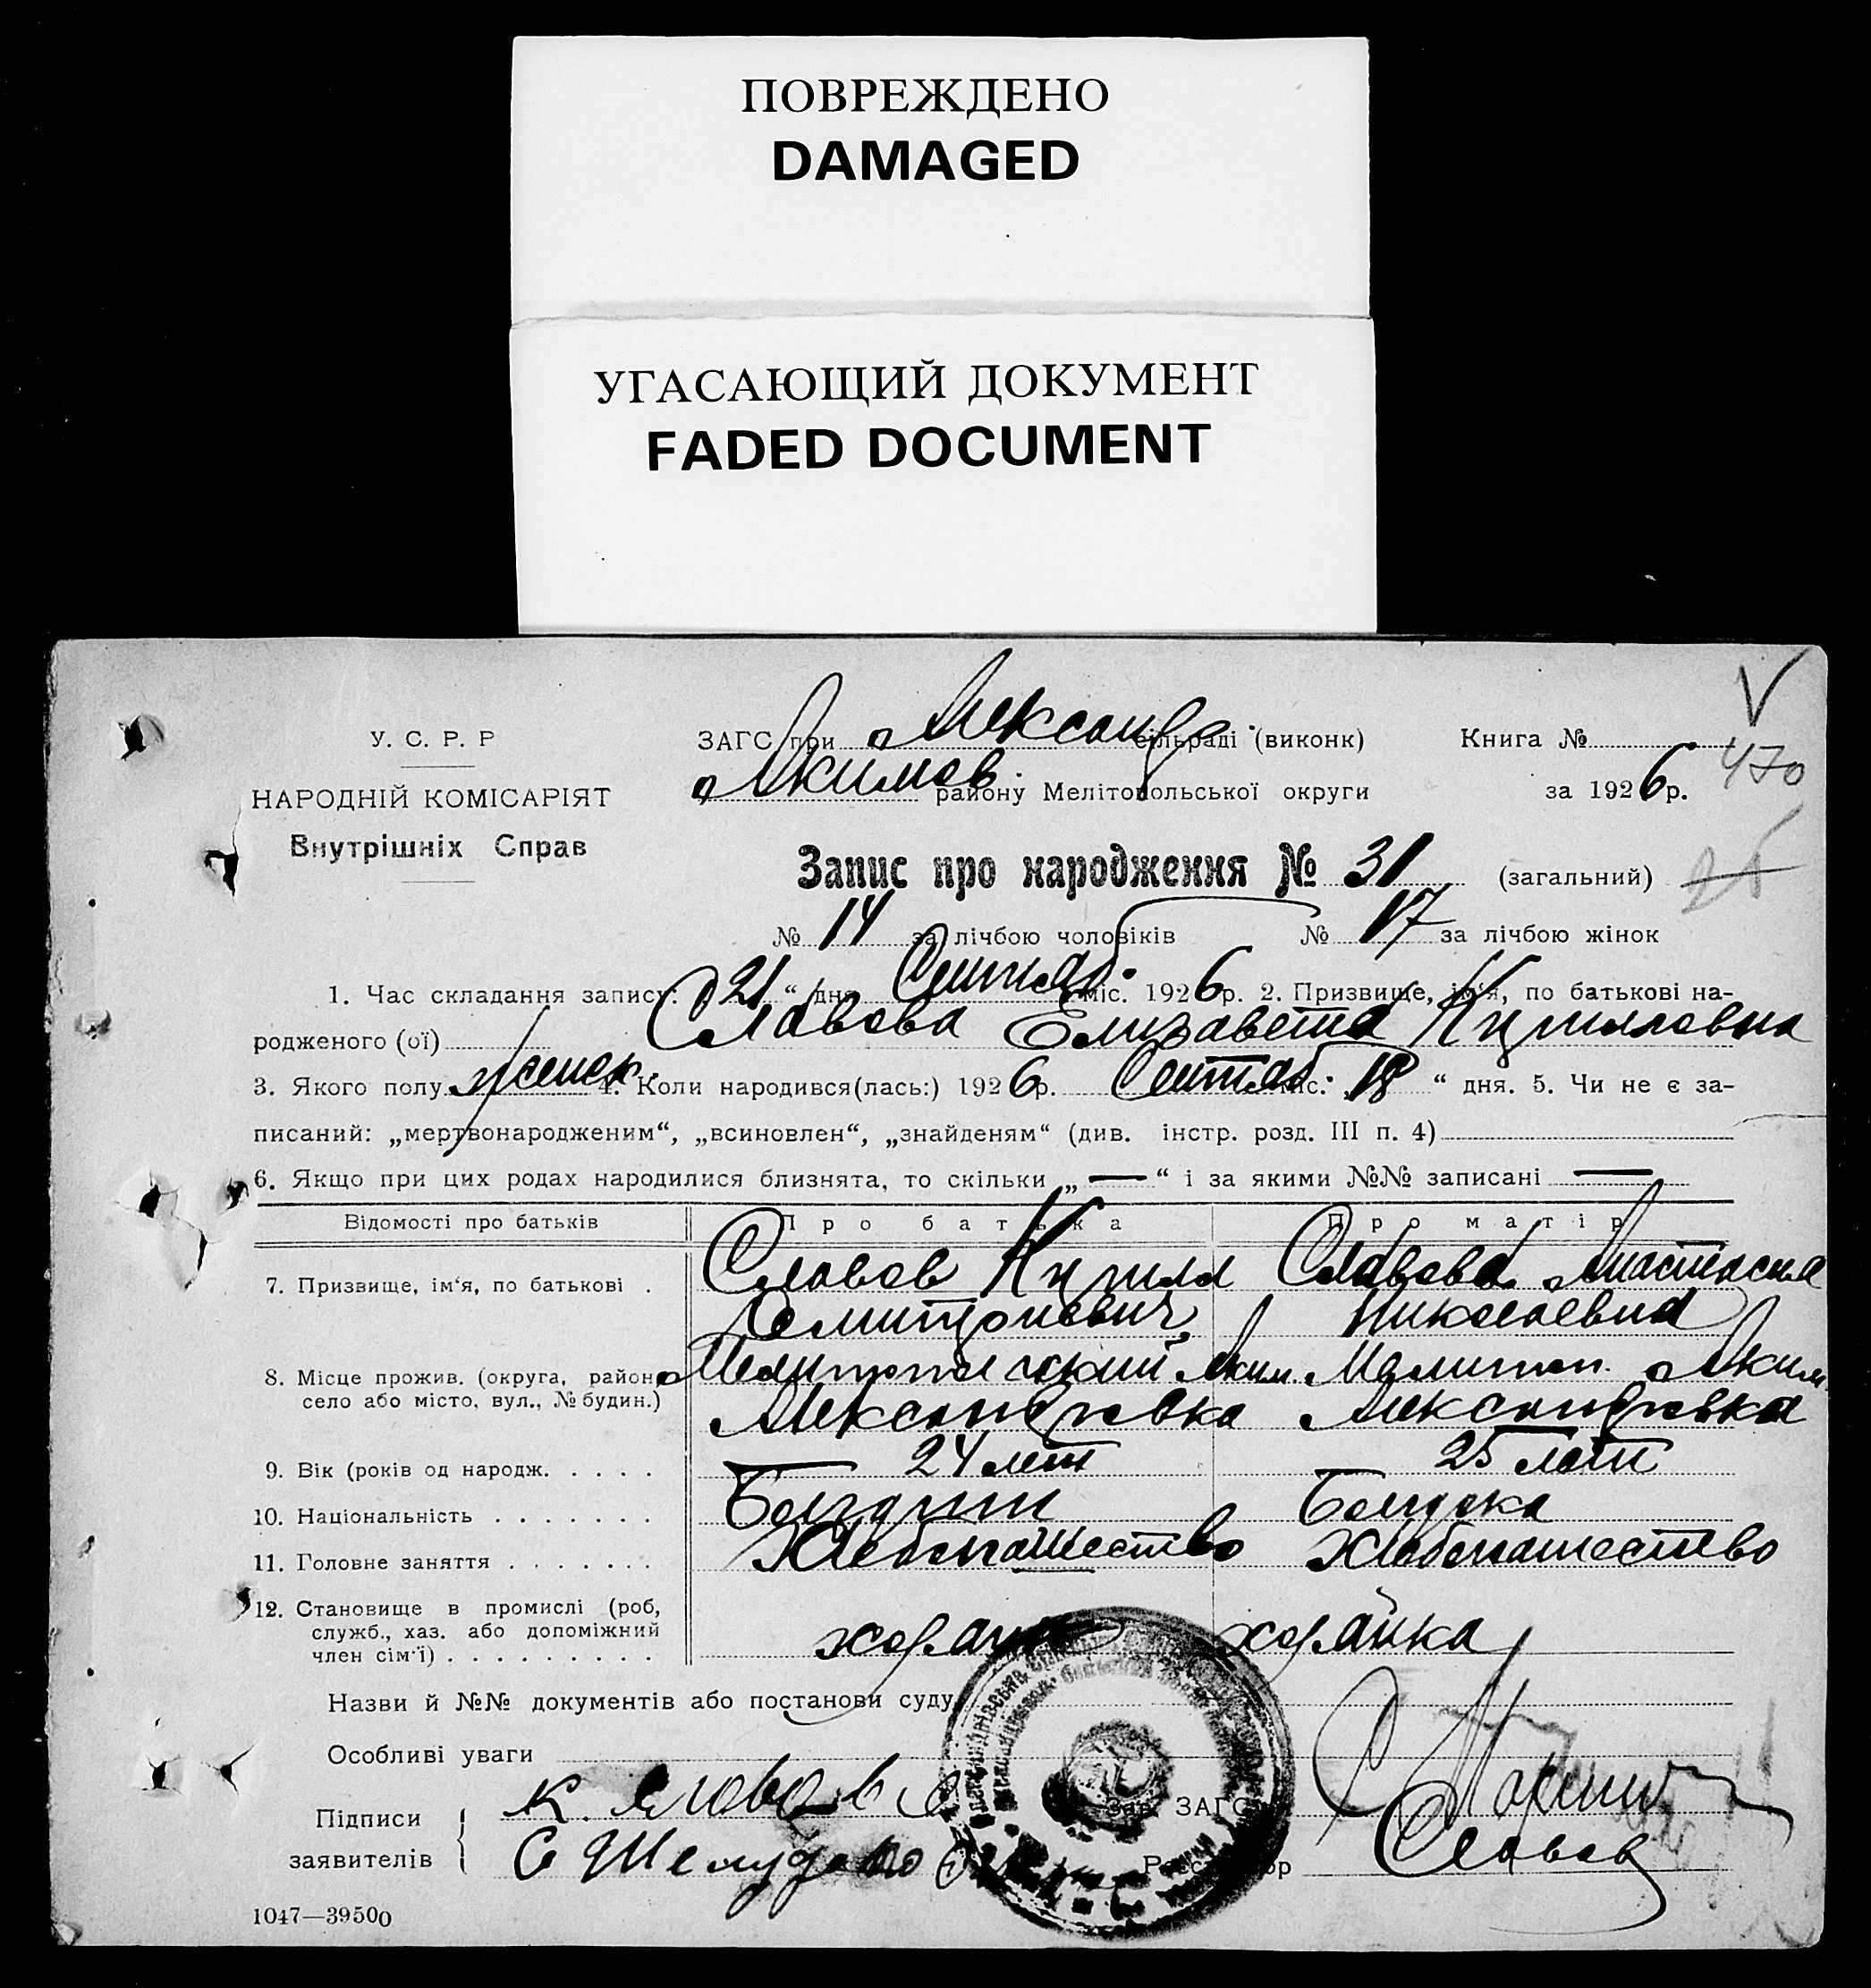 ПОВРЕЖДЕНО
DAMAGED
УГАСАЮЩИЙ ДОКУМЕНТ
FADED DOCUMENT
У. С. Р. Р
НАРОДНІЙ КОМІСАРІЯТ
Внутрішніх Справ
ЗАГС при Александр. сільраді (виконк)
Акимов. району Мелітопольської округи
Книга №
470
за 1926 р.
Запис про народження № 31 (загальний)
№ 14 за лічбою чоловіків № 17 за лічбою жінок
1. Час складання запису: 21 " дня Сентяб. міс. 1926 р. 2. Призвище, ім'я, по батькові на-
родженого (ої) Славова Елизавета Кирилловна
3. Якого полу женск. 4. Коли народився(лась:) 1926 р. Сентяб міс. 18 " дня. 5. Чи не є за-
писаний: „мертвонародженим“, „всиновлен“, „знайденям“ (див. інстр. розд. III п. 4)
6. Якщо при цих родах народилися близнята, то скільки „ — “ і за якими №№ записані —
Відомості про батьків Про батька Про матір
7. Призвище, ім'я, по батькові . Славов Кирилл Славова Анастасия
Дмитриевич Николаевна
8. Місце прожив. (округа, район, Мелитопольский Аким. Мелитоп. Аким.
село або місто, вул., № будин.) Александровка Александровка
9. Вік (років од народж. . . . . 24 лет 25 лет
10. Національність . . . . . . . Болгарин Болгарка
11. Головне заняття . . . . . . . Хлебопашество Хлебопашество
12. Становище в промислі (роб,
служб., хаз. або допоміжний хозяин хозяйка
член сім'ї) . . . . . . . . .
Назви й №№ документів або постанови суду
Особливі уваги
Підписи К. Славов Зав. ЗАГС
заявителів С Реєстратор Славов
1047—39500